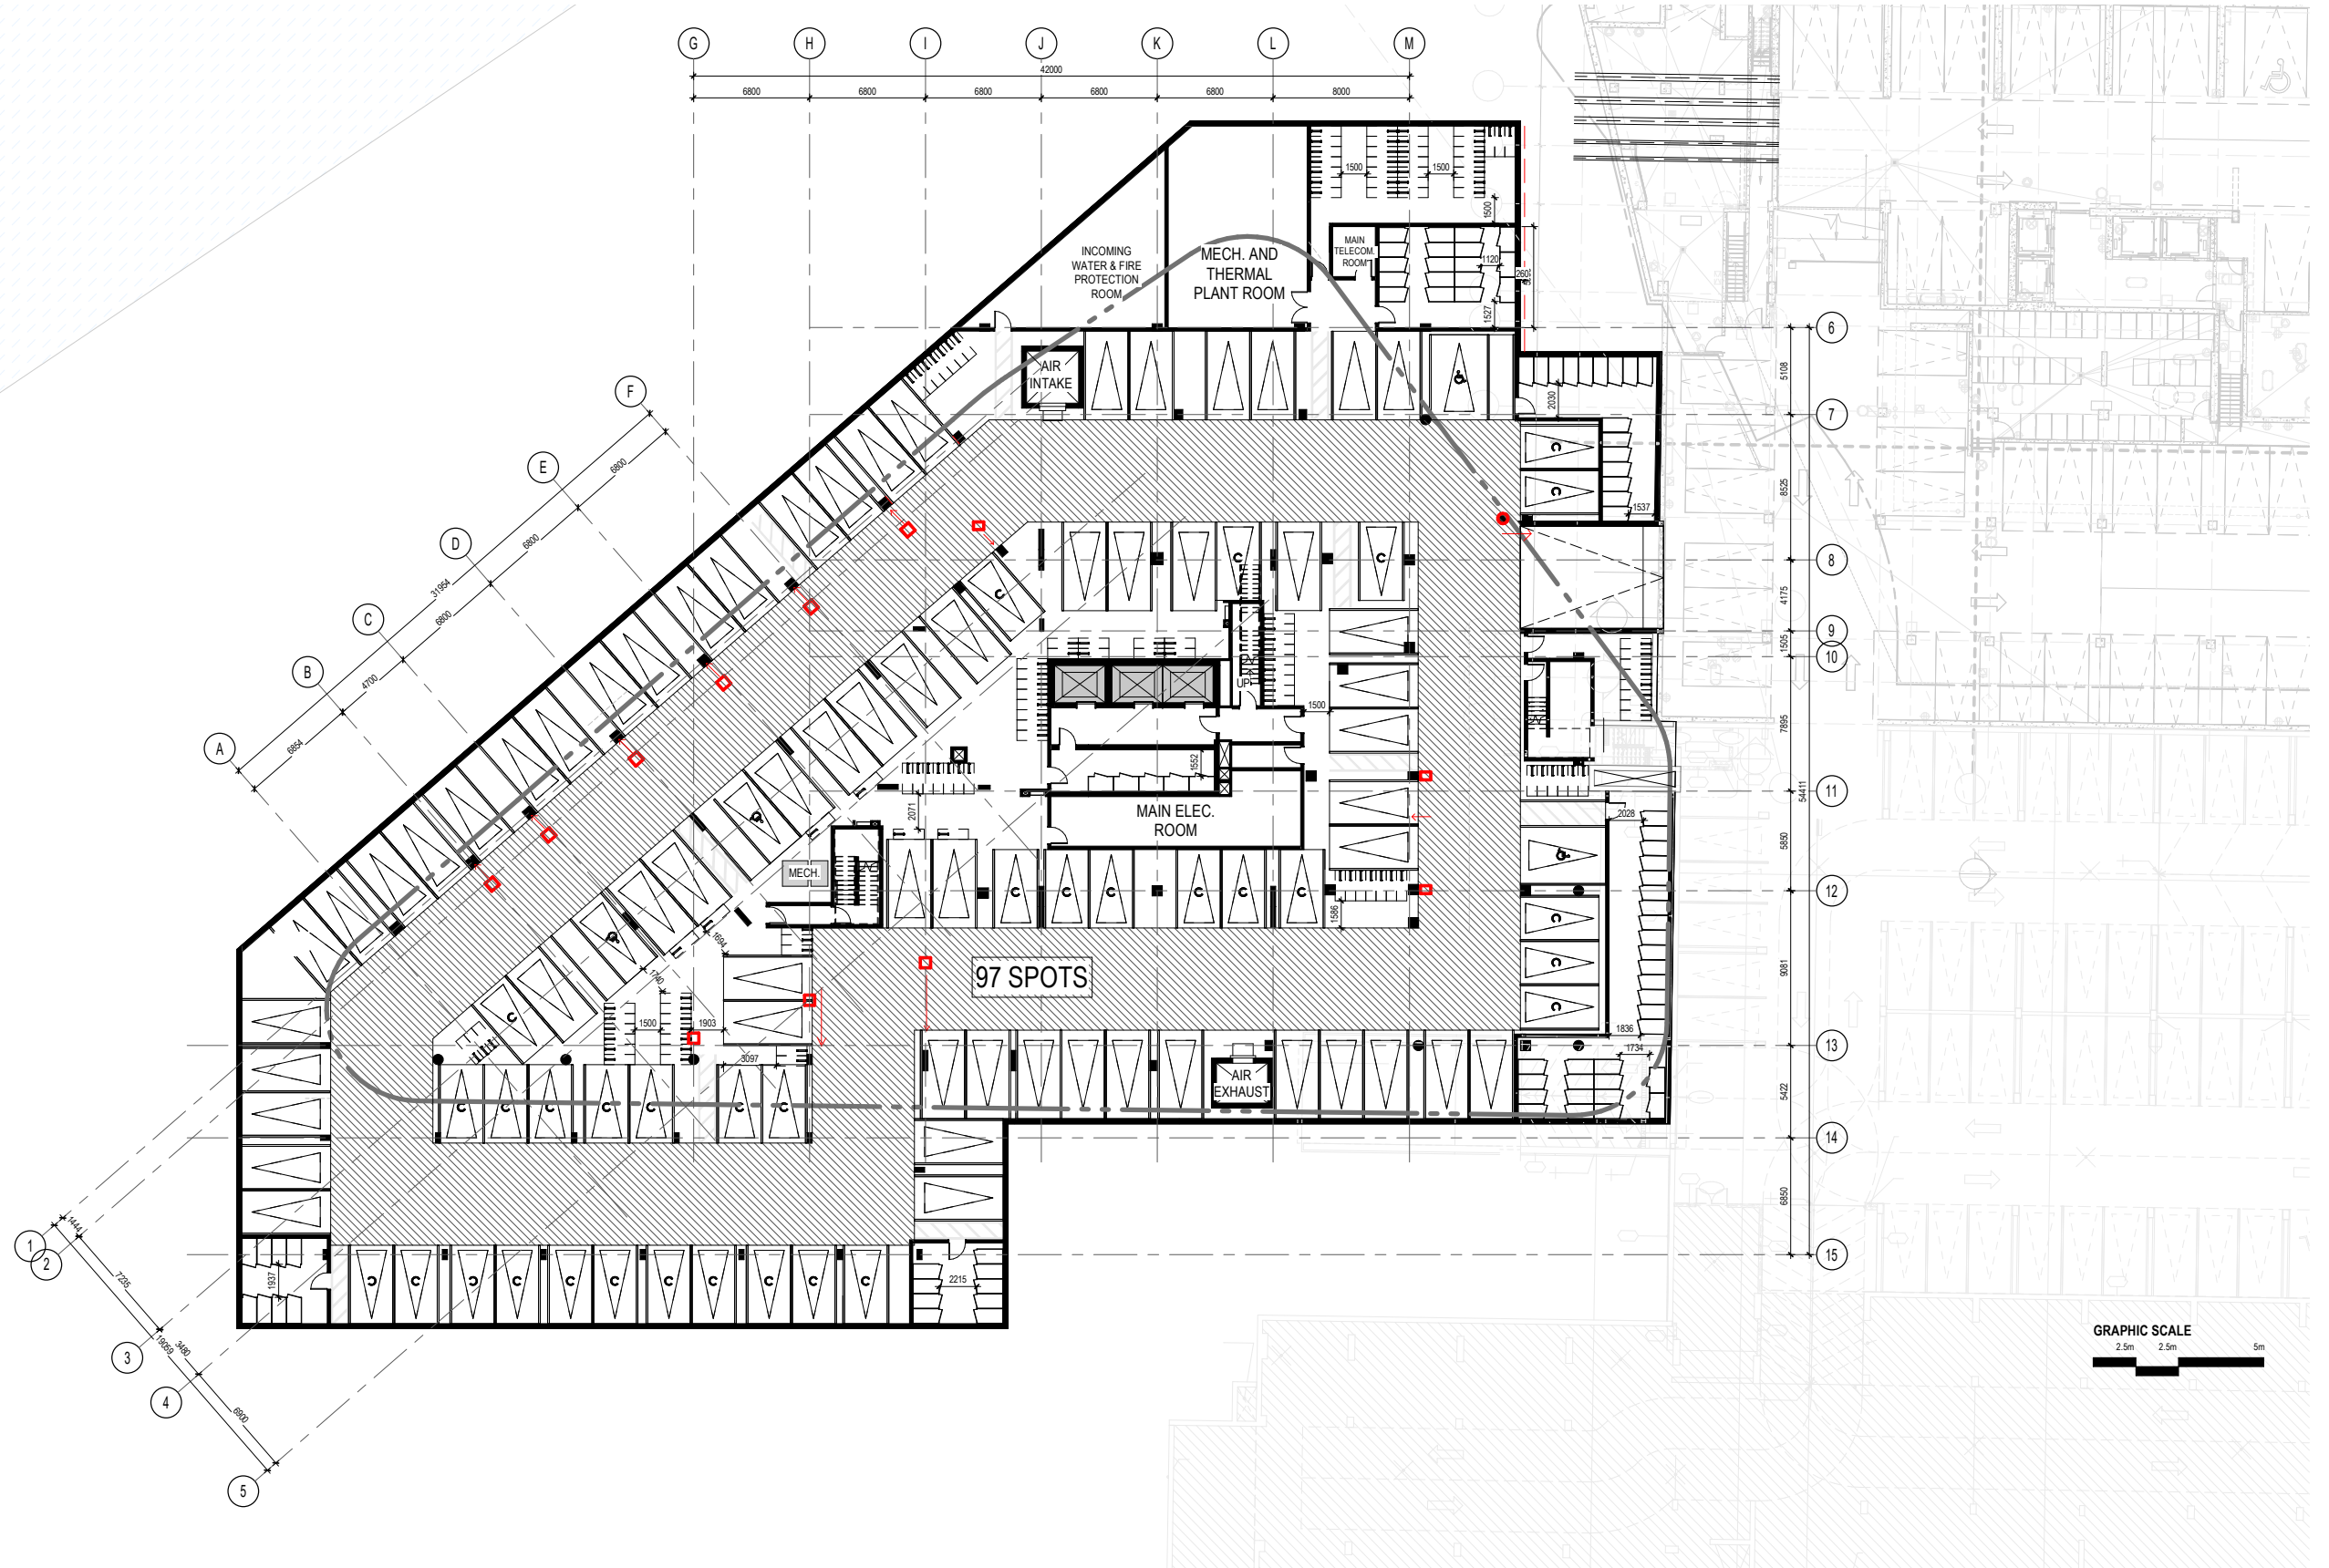 G
H
I
J
K
L
M
42000
6800
6800
6800
6800
6800
8000
1500
1500
1500
INCOMING
WATER & FIRE
PROTECTION
ROOM
MECH. AND
THERMAL
PLANT ROOM
MAIN
TELECOM.
ROOM
1120
260
1527
6
AIR
INTAKE
5108
2030
7
F
E
D
C
B
A
6800
6800
6800
4700
6854
31954
8525
1537
8
4175
9
1505
10
UP
1500
7895
1552
54411
11
2071
MAIN ELEC.
ROOM
2028
5850
MECH.
C
C
C
C
C
C
C
C
C
C
C
12
1586
1694
1740
97 SPOTS
C
C
C
9081
C
1500
1903
3097
1836
1734
13
AIR
EXHAUST
C
C
C
C
C
C
C
5422
14
6850
1
2
1444
7235
19059
3480
6900
3
4
5
1937
C
C
C
C
C
C
C
C
C
C
C
2215
15
GRAPHIC SCALE
2.5m
2.5m
5m